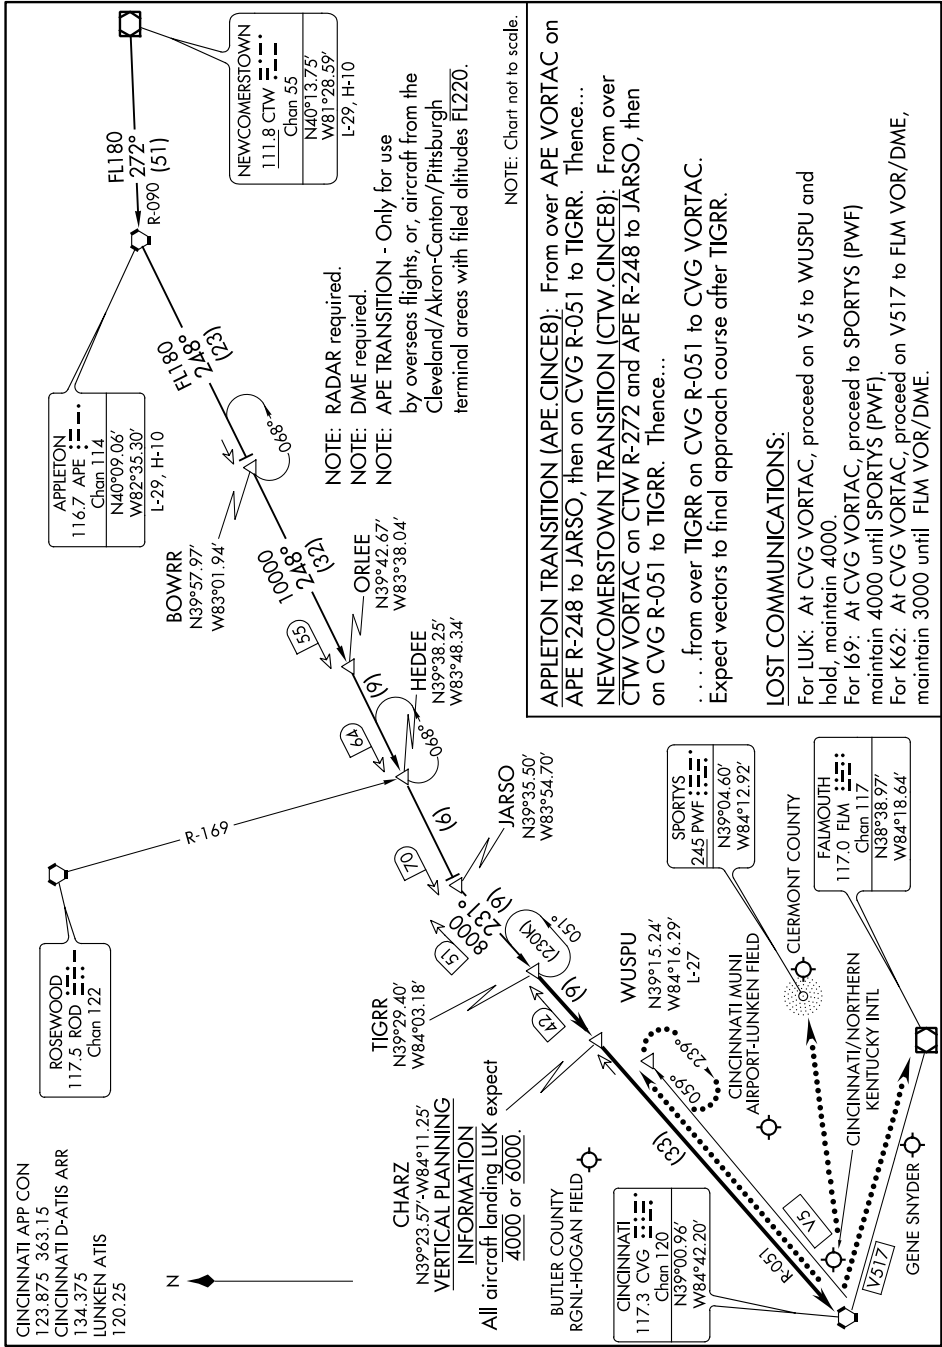 CINCINNATI APP CON
123.875 363.15
CINCINNATI D-ATIS ARR
134.375
LUNKEN ATIS
120.25
N
ROSEWOOD
117.5 ROD
Chan 122
R-169
APPLETON
116.7 APE
Chan 114
N40°09.06'
W82°35.30'
L-29, H-10
NEWCOMERSTOWN
111.8 CTW
Chan 55
N40°13.75'
W81°28.59'
L-29, H-10
FL180
272°
(51)
R-090
FL180
248°
(23)
BOWRR
N39°57.97'
W83°01.94'
068°
10000
248°
(32)
55
ORLEE
N39°42.67'
W83°38.04'
(9)
64
HEDEE
N39°38.25'
W83°48.34'
068°
(6)
70
JARSO
N39°35.50'
W83°54.70'
51
8000
231°
(9)
TIGRR
N39°29.40'
W84°03.18'
(230K)
051°
42
(9)
CHARZ
N39°23.57'-W84°11.25'
VERTICAL PLANNING
INFORMATION
All aircraft landing LUK expect
4000 or 6000.
WUSPU
N39°15.24'
W84°16.29'
L-27
059°
239°
(33)
R-051
V5
V517
BUTLER COUNTY
RGNL-HOGAN FIELD
CINCINNATI
117.3 CVG
Chan 120
N39°00.96'
W84°42.20'
CINCINNATI MUNI
AIRPORT-LUNKEN FIELD
SPORTYS
245 PWF
N39°04.60'
W84°12.92'
CLERMONT COUNTY
CINCINNATI/NORTHERN
KENTUCKY INTL
FALMOUTH
117.0 FLM
Chan 117
N38°38.97'
W84°18.64'
GENE SNYDER
NOTE: RADAR required.
NOTE: DME required.
NOTE: APE TRANSITION - Only for use
by overseas flights, or, aircraft from the
Cleveland/Akron-Canton/Pittsburgh
terminal areas with filed altitudes FL220.
NOTE: Chart not to scale.
APPLETON TRANSITION (APE.CINCE8): From over APE VORTAC on
APE R-248 to JARSO, then on CVG R-051 to TIGRR. Thence...
NEWCOMERSTOWN TRANSITION (CTW.CINCE8): From over
CTW VORTAC on CTW R-272 and APE R-248 to JARSO, then
on CVG R-051 to TIGRR. Thence...
. . . .from over TIGRR on CVG R-051 to CVG VORTAC.
Expect vectors to final approach course after TIGRR.
LOST COMMUNICATIONS:
For LUK: At CVG VORTAC, proceed on V5 to WUSPU and
hold, maintain 4000.
For I69: At CVG VORTAC, proceed to SPORTYS (PWF)
maintain 4000 until SPORTYS (PWF).
For K62: At CVG VORTAC, proceed on V517 to FLM VOR/DME,
maintain 3000 until FLM VOR/DME.